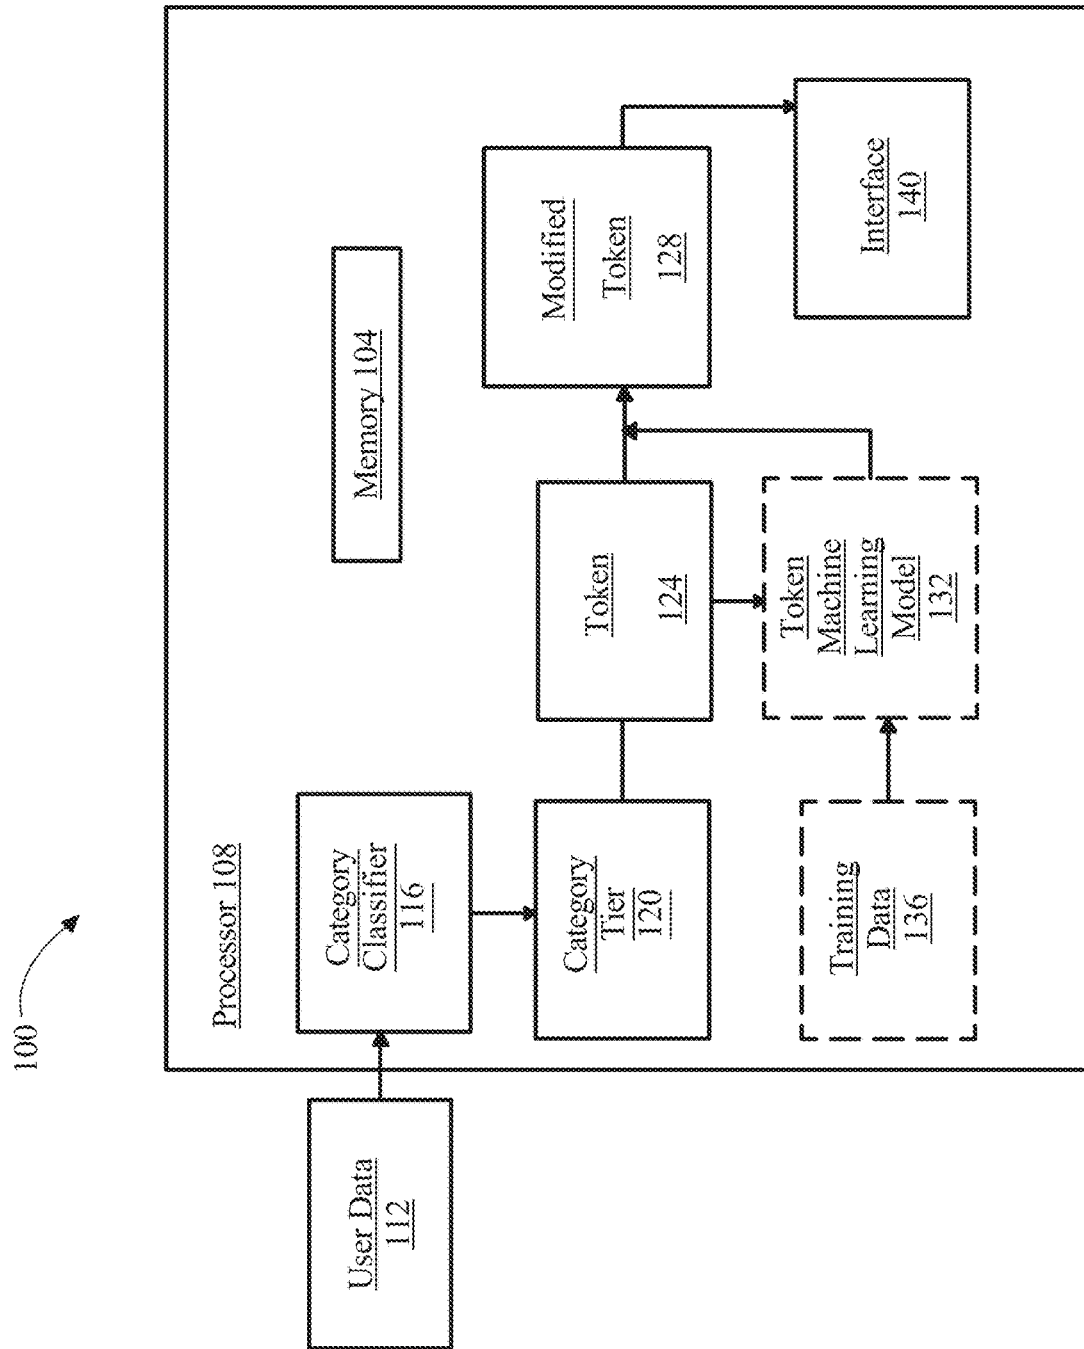 100
Processor 108
Memory 104
User Data
112
Category
Classifier
116
Category
Tier
120
Token
124
Modified
Token
128
Training
Data
136
Token
Machine
Learning
Model
132
Interface
140